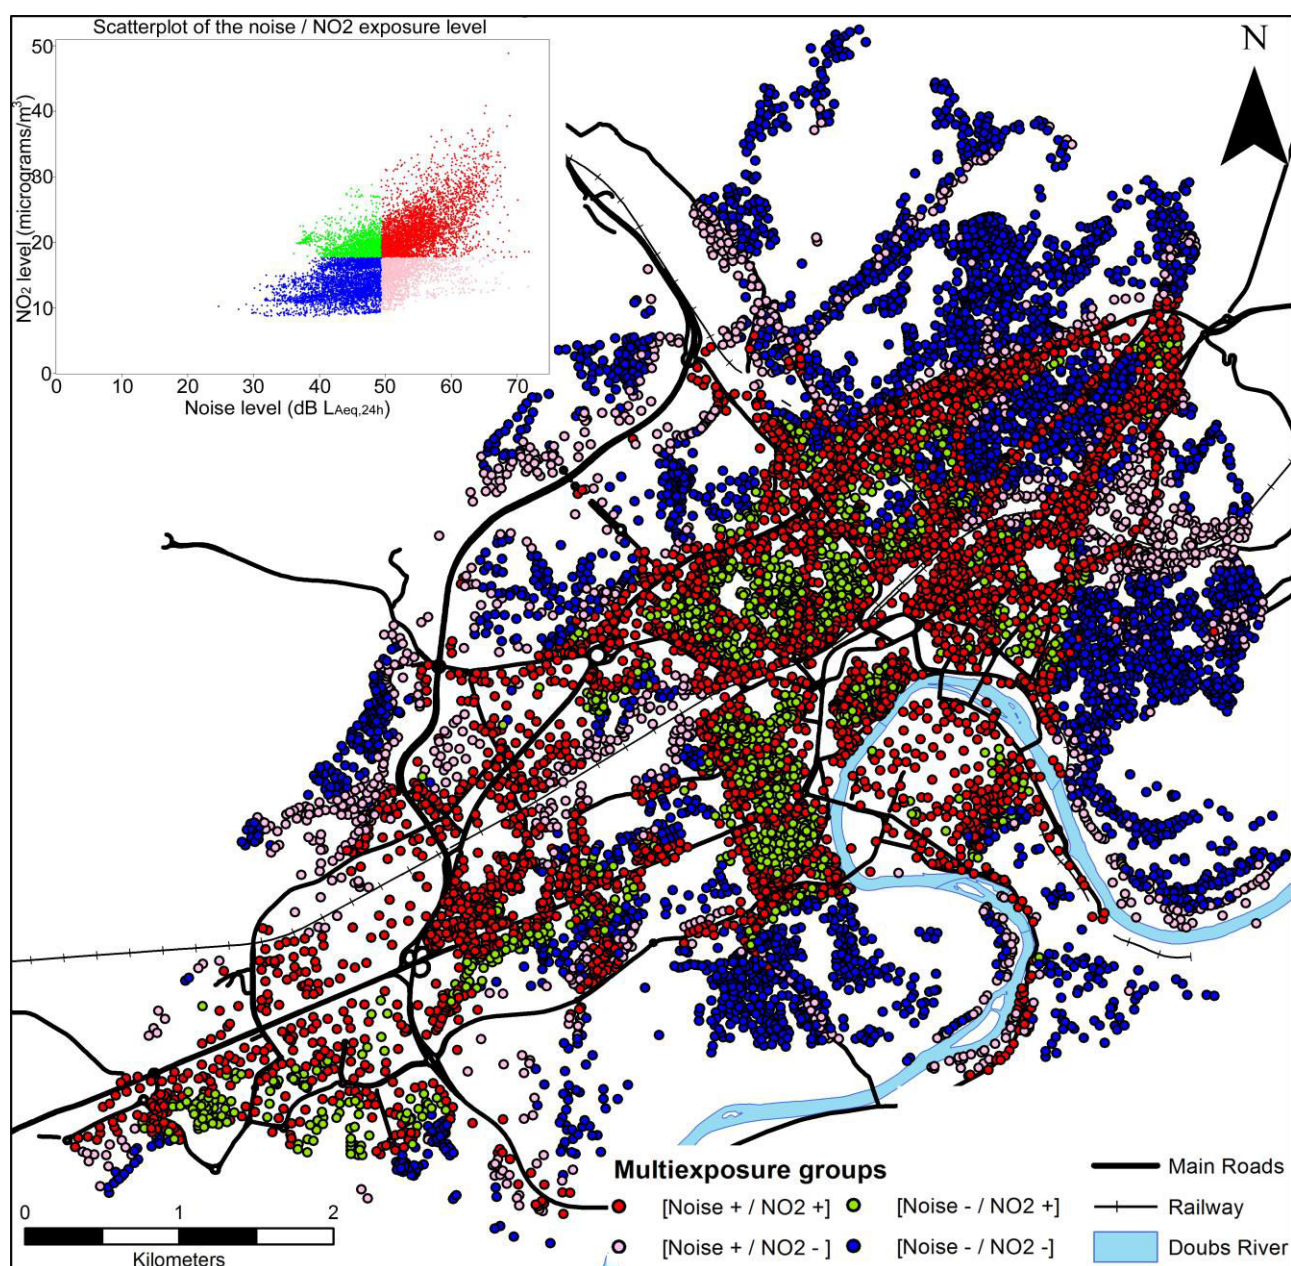 Scatterplot of the noise / NO2 exposure level
N
NO2 level (micrograms/m3)
50
40
30
20
10
0
0 10 20 30 40 50 60 70
Noise level (dB LAeq,24h)
Multiexposure groups
[Noise + / NO2 +]
[Noise - / NO2 +]
[Noise + / NO2 - ]
[Noise - / NO2 -]
Main Roads
Railway
Doubs River
0 1 2
Kilometers